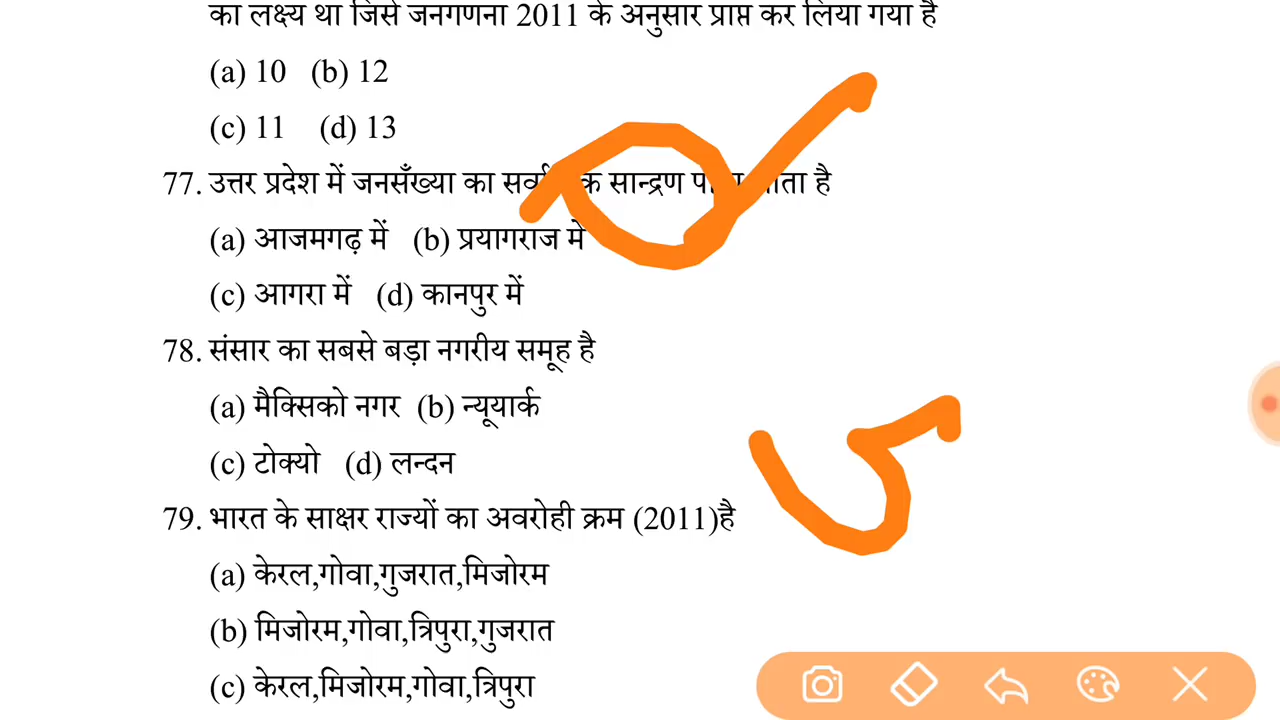 का लक्ष्य था जिसे जनगणना 2011 के अनुसार प्राप्त कर लिया गया है
(a) 10 (b) 12
(c) 11 (d) 13
77. उत्तर प्रदेश में जनसँख्या का सान्द्रण है
(a) आजमगढ़ में (b) प्रयागराज में
(c) आगरा में (d) कानपुर में
78. संसार का सबसे बड़ा नगरीय समूह है
(a) मैक्सिको नगर (b) न्यूयार्क
(c) टोक्यो (d) लन्दन
79. भारत के साक्षर राज्यों का अवरोही क्रम (2011)है
(a) केरल,गोवा,गुजरात,मिजोरम
(b) मिजोरम,गोवा,त्रिपुरा,गुजरात
(c) केरल,मिजोरम,गोवा,त्रिपुरा